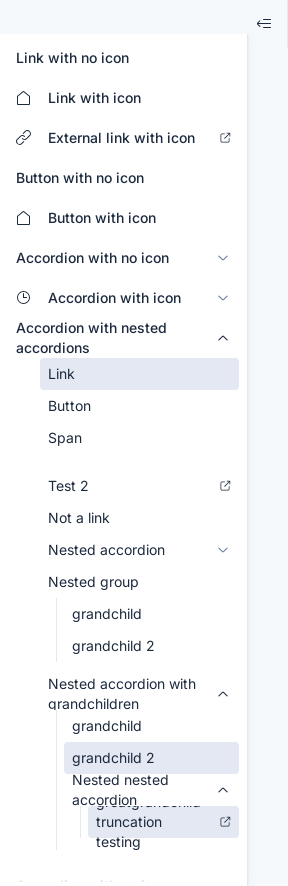 Link with no icon
Link with icon
External link with icon
Button with no icon
Button with icon
Accordion with no icon
Accordion with icon
Accordion with nested
accordions
Link
Button
Span
Test 2
Not a link
Nested accordion
Nested group
grandchild
grandchild 2
Nested accordion with
grandchildren
grandchild
grandchild 2
Nested nested
accordion
greatgrandchild
truncation
testing